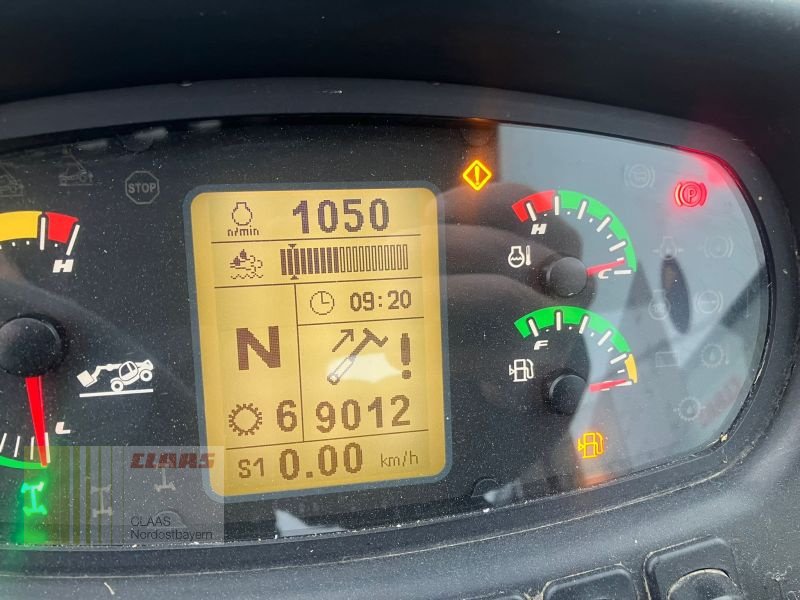 STOP
n/min 1050
09:20
N
!
6 9012
S1 0.00 km/h
H
L
H
C
F
P
!
CLAAS
CLAAS
Nordostbayern